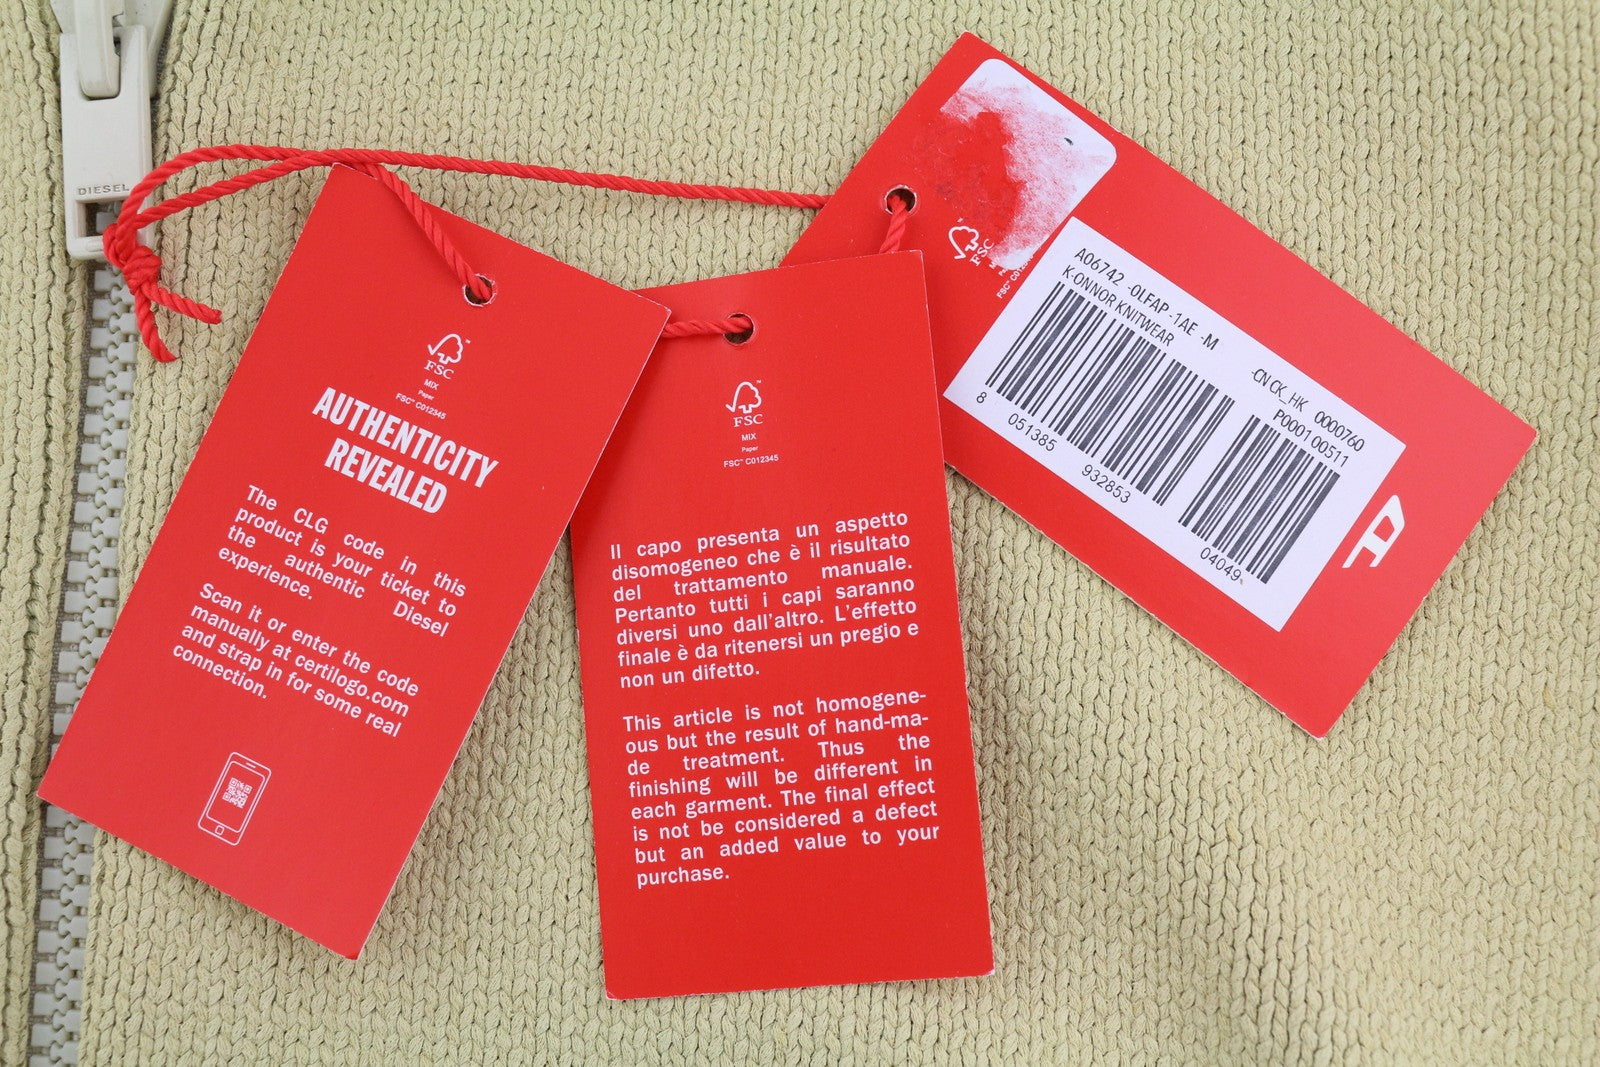 DIESEL
FSC™
MIX
Paper
FSC™ C012345
AUTHENTICITY
REVEALED
The CLG code in this
product is your ticket to
the authentic Diesel
experience.
Scan it or enter the code
manually at certilogo.com
and strap in for some real
connection.
FSC™
MIX
Paper
FSC™ C012345
Il capo presenta un aspetto
disomogeneo che è il risultato
del trattamento manuale.
Pertanto tutti i capi saranno
diversi uno dall'altro. L'effetto
finale è da ritenersi un pregio e
non un difetto.
This article is not homogene-
ous but the result of hand-ma-
de treatment. Thus the
finishing will be different in
each garment. The final effect
is not be considered a defect
but an added value to your
purchase.
FSC
A06742 -0LFAP -1AE -M
K-ONNOR KNITWEAR
-CN CK_HK 0000760
P000100511
8 051385 932853
04049
D